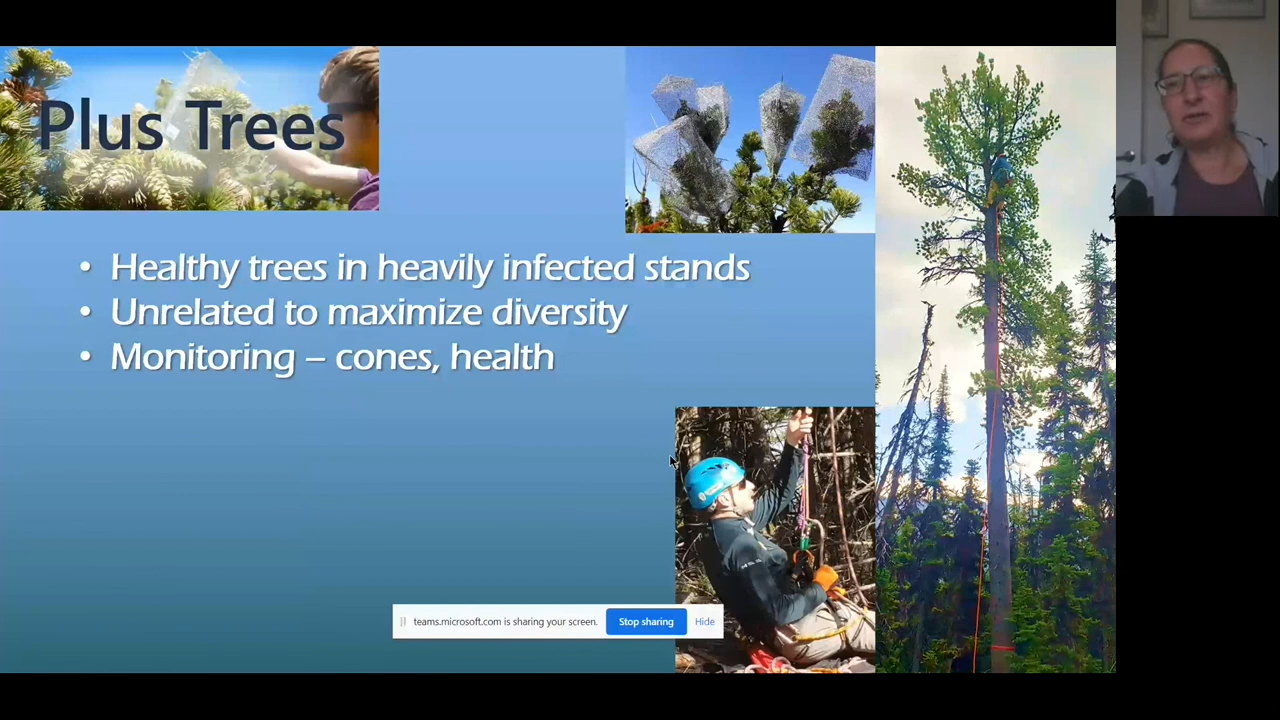 Plus Trees
• Healthy trees in heavily infected stands
• Unrelated to maximize diversity
• Monitoring – cones, health
teams.microsoft.com is sharing your screen. Stop sharing Hide